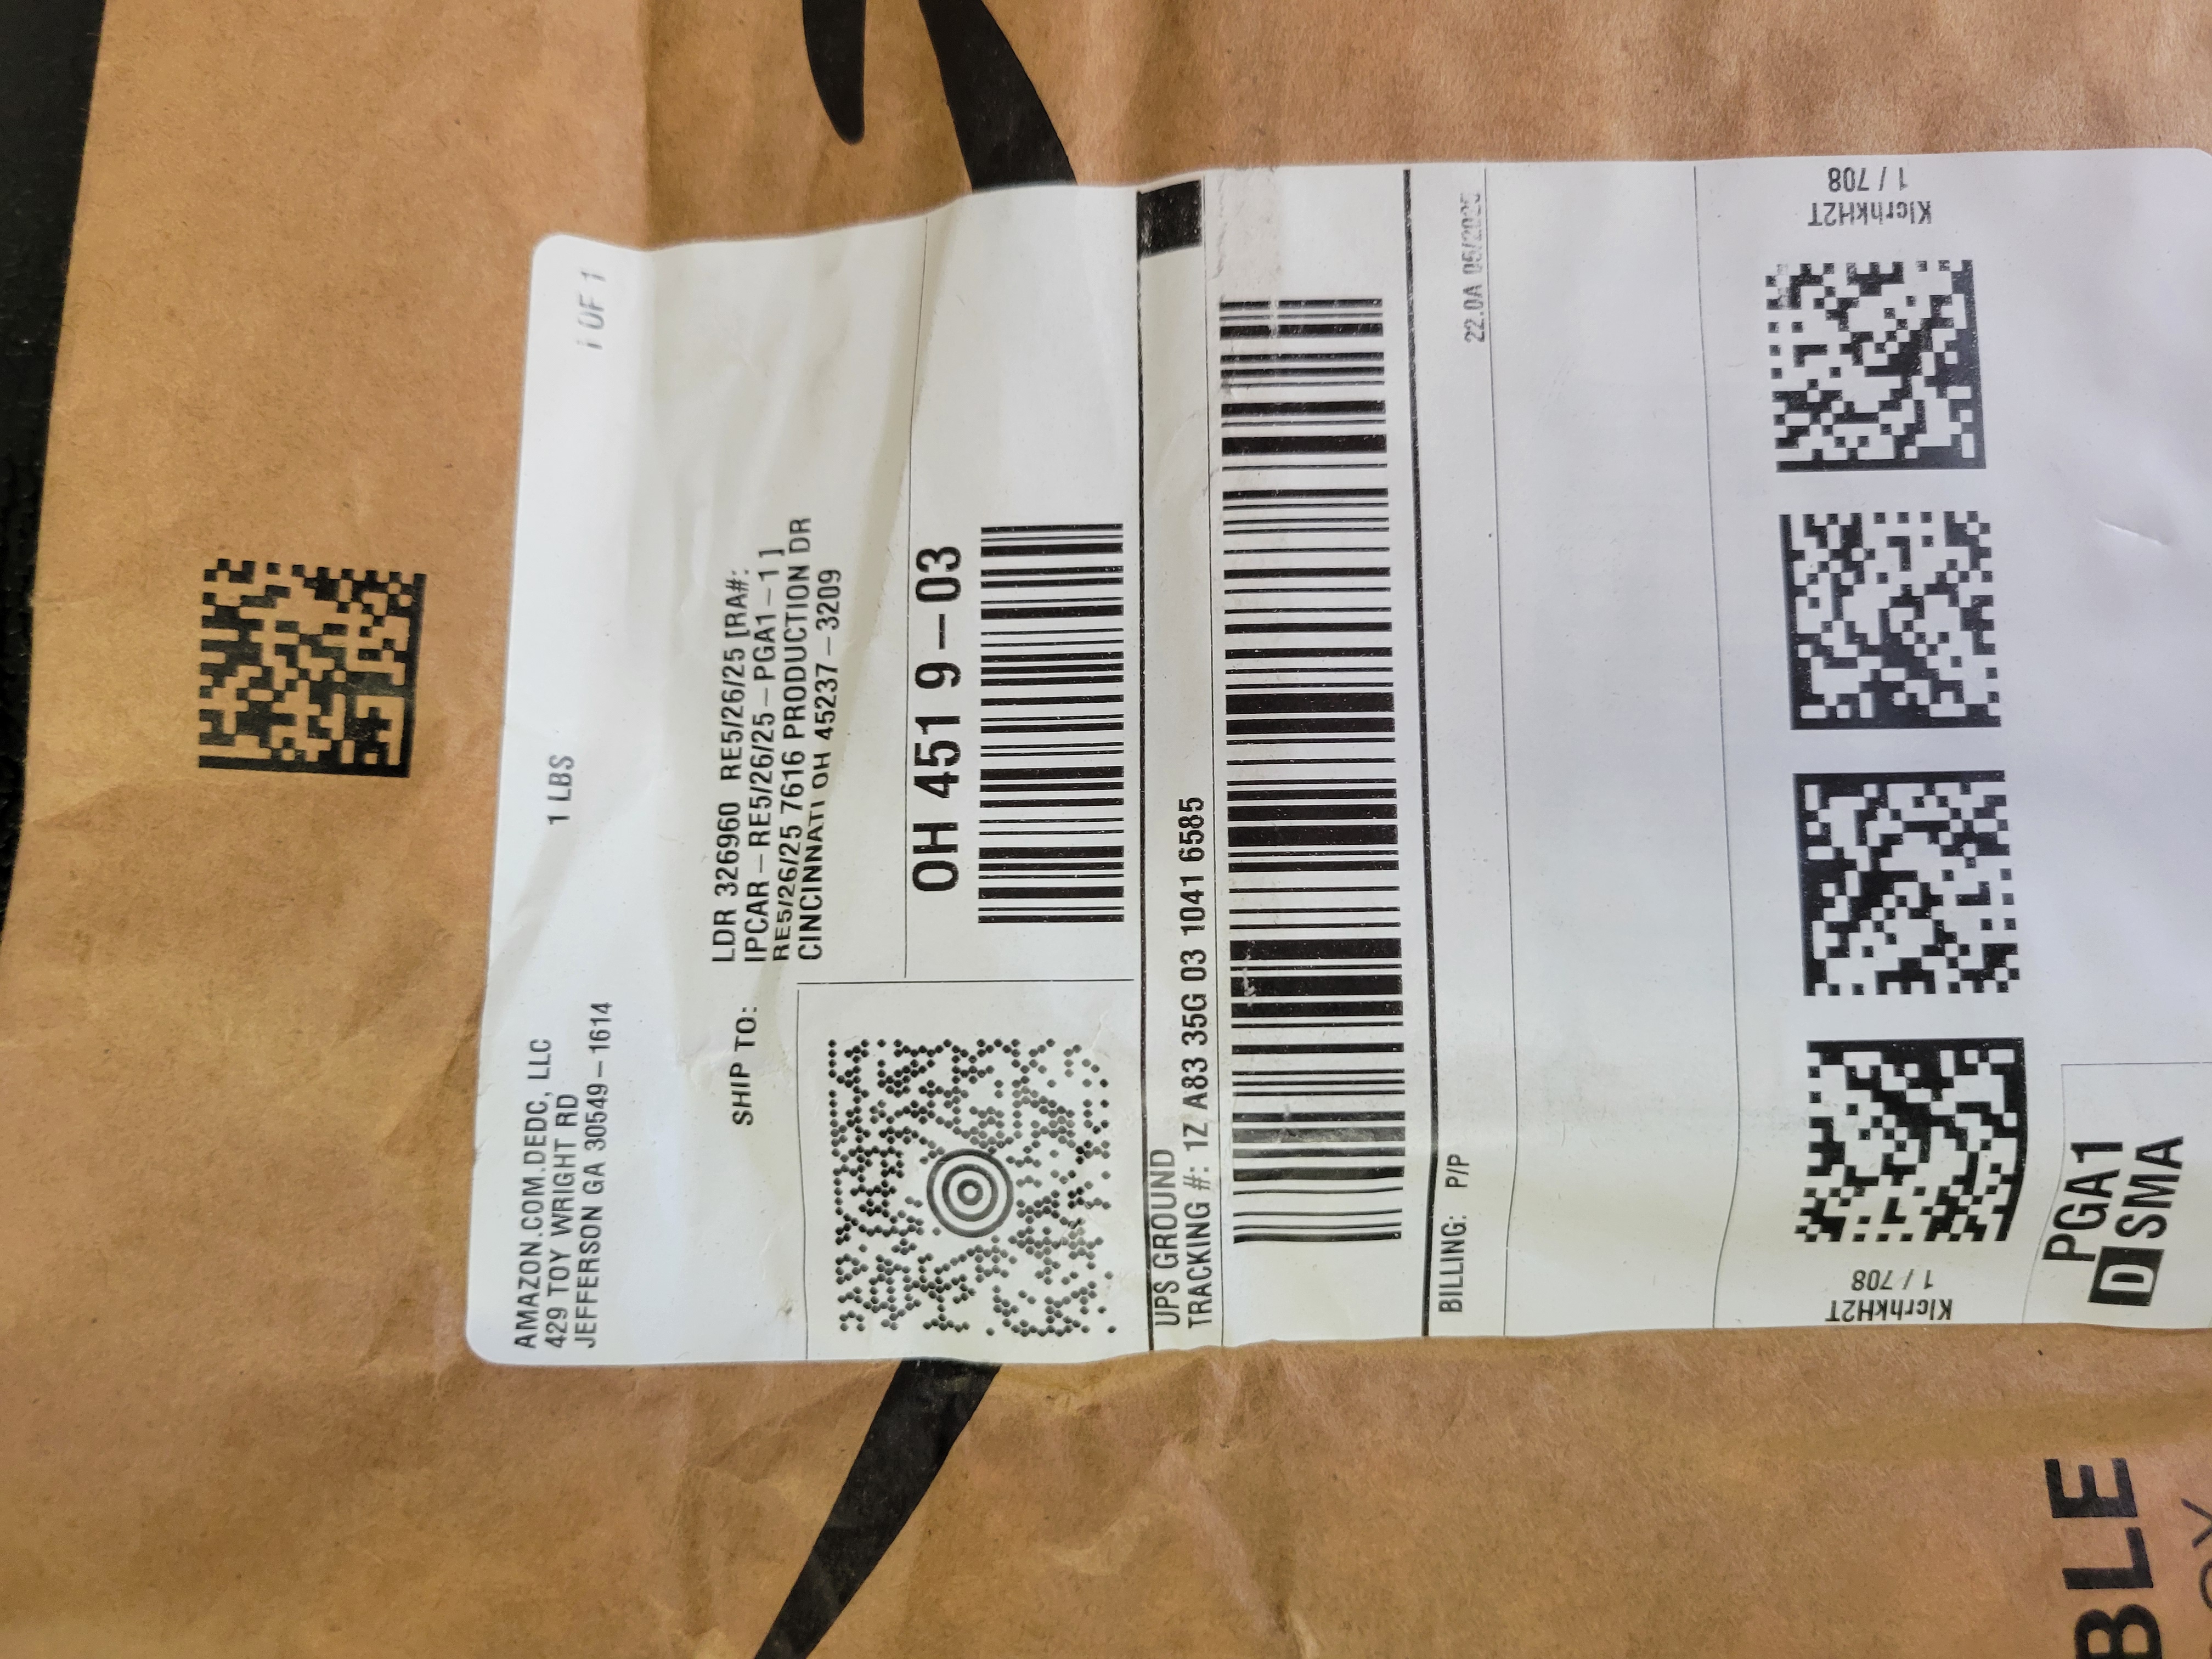 AMAZON.COM.DEDC, LLC
429 TOY WRIGHT RD
JEFFERSON GA 30549-1614
1 LBS
1 OF 1
SHIP TO:
LDR 326960 RE5/26/25 [RA#:
IPCAR-RE5/26/25-PGA1-1]
RE5/26/25 7616 PRODUCTION DR
CINCINNATI OH 45237-3209
OH 451 9-03
UPS GROUND
TRACKING #: 1Z A83 35G 03 1041 6585
BILLING: P/P
22.0A 05/2025
KlcrhkH2T
1 / 708
KlcrhkH2T
1 / 708
PGA1
D SMA
BLE